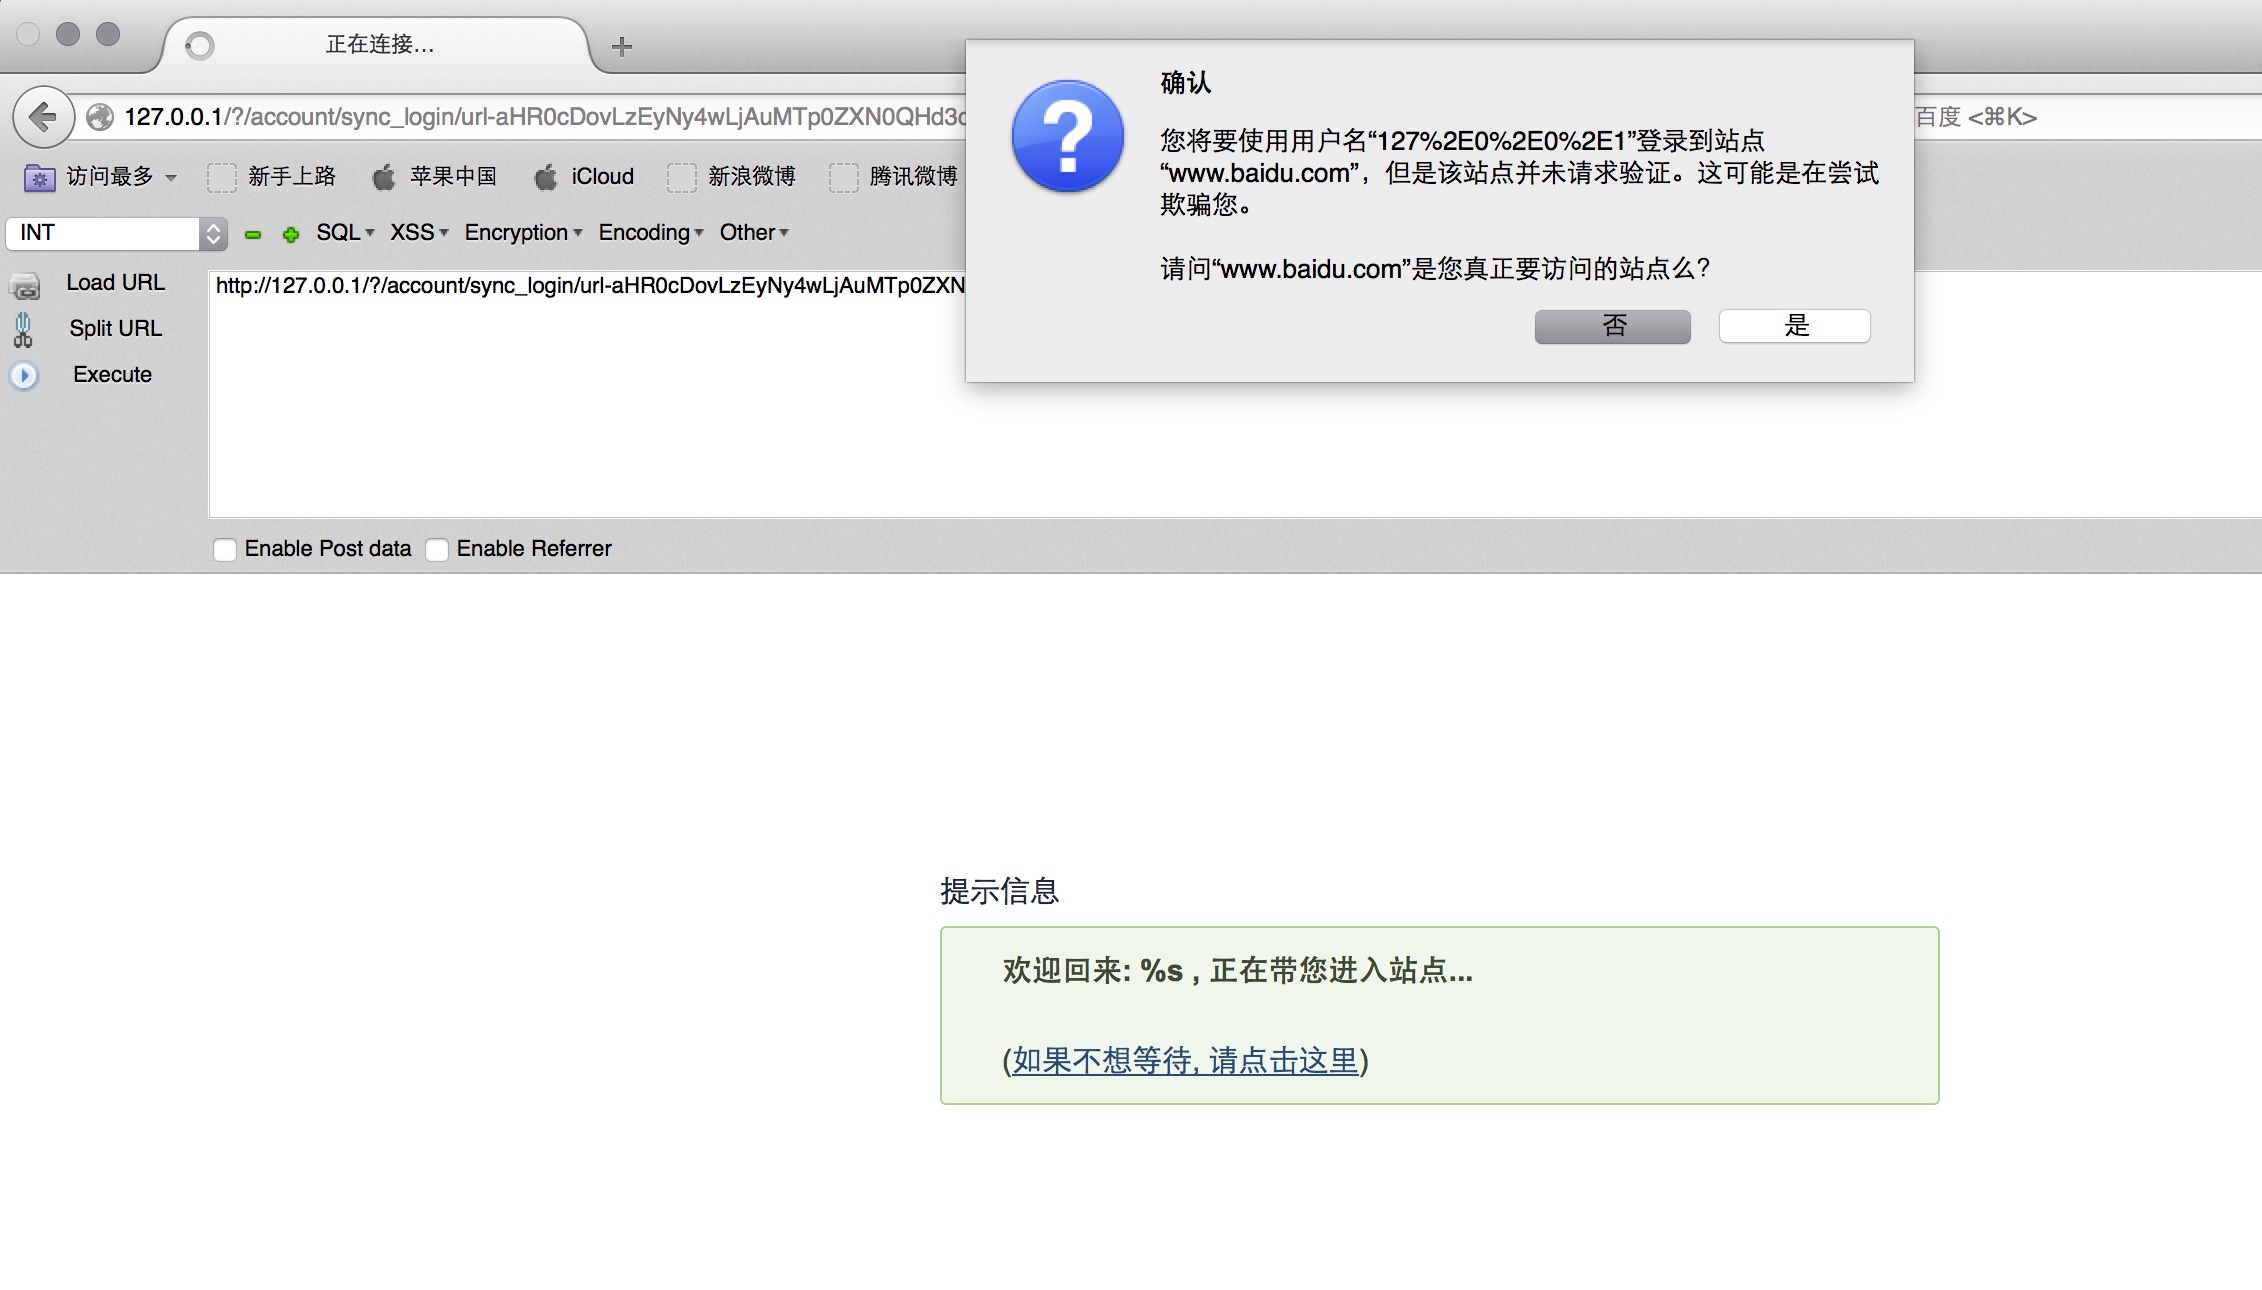 正在连接...
127.0.0.1/?/account/sync_login/url-aHR0cDovLzEyNy4wLjAuMTp0ZXN0QHd3d
百度 <⌘K>
访问最多 新手上路 苹果中国 iCloud 新浪微博 腾讯微博
INT SQL XSS Encryption Encoding Other
Load URL
http://127.0.0.1/?/account/sync_login/url-aHR0cDovLzEyNy4wLjAuMTp0ZXN
Split URL
Execute
Enable Post data Enable Referrer
确认
您将要使用用户名“127%2E0%2E0%2E1”登录到站点
“www.baidu.com”，但是该站点并未请求验证。这可能是在尝试
欺骗您。
请问“www.baidu.com”是您真正要访问的站点么？
否 是
提示信息
欢迎回来: %s , 正在带您进入站点...
(如果不想等待, 请点击这里)